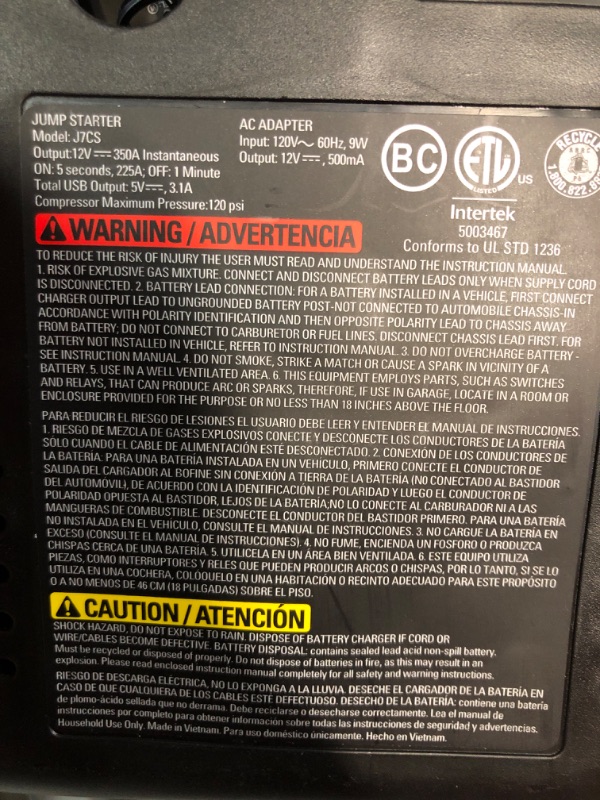 JUMP STARTER
Model: J7CS
Output:12V⎓350A Instantaneous
ON: 5 seconds, 225A; OFF: 1 Minute
Total USB Output: 5V⎓, 3.1A
Compressor Maximum Pressure:120 psi
AC ADAPTER
Input: 120V～ 60Hz, 9W
Output: 12V⎓, 500mA
BC
ETL
LISTED
US
Intertek
5003467
Conforms to UL STD 1236
RECYCLE
1.800.822.88
WARNING / ADVERTENCIA
TO REDUCE THE RISK OF INJURY THE USER MUST READ AND UNDERSTAND THE INSTRUCTION MANUAL.
1. RISK OF EXPLOSIVE GAS MIXTURE. CONNECT AND DISCONNECT BATTERY LEADS ONLY WHEN SUPPLY CORD
IS DISCONNECTED. 2. BATTERY LEAD CONNECTION: FOR A BATTERY INSTALLED IN A VEHICLE, FIRST CONNECT
CHARGER OUTPUT LEAD TO UNGROUNDED BATTERY POST-NOT CONNECTED TO AUTOMOBILE CHASSIS-IN
ACCORDANCE WITH POLARITY IDENTIFICATION AND THEN OPPOSITE POLARITY LEAD TO CHASSIS AWAY
FROM BATTERY; DO NOT CONNECT TO CARBURETOR OR FUEL LINES. DISCONNECT CHASSIS LEAD FIRST. FOR
BATTERY NOT INSTALLED IN VEHICLE, REFER TO INSTRUCTION MANUAL. 3. DO NOT OVERCHARGE BATTERY -
SEE INSTRUCTION MANUAL. 4. DO NOT SMOKE, STRIKE A MATCH OR CAUSE A SPARK IN VICINITY OF A
BATTERY. 5. USE IN A WELL VENTILATED AREA. 6. THIS EQUIPMENT EMPLOYS PARTS, SUCH AS SWITCHES
AND RELAYS, THAT CAN PRODUCE ARC OR SPARKS, THEREFORE, IF USE IN GARAGE, LOCATE IN A ROOM OR
ENCLOSURE PROVIDED FOR THE PURPOSE OR NO LESS THAN 18 INCHES ABOVE THE FLOOR.
PARA REDUCIR EL RIESGO DE LESIONES EL USUARIO DEBE LEER Y ENTENDER EL MANUAL DE INSTRUCCIONES.
1. RIESGO DE MEZCLA DE GASES EXPLOSIVOS CONECTE Y DESCONECTE LOS CONDUCTORES DE LA BATERÍA
SÓLO CUANDO EL CABLE DE ALIMENTACIÓN ESTÉ DESCONECTADO. 2. CONEXIÓN DE LOS CONDUCTORES DE
LA BATERÍA: PARA UNA BATERÍA INSTALADA EN UN VEHÍCULO, PRIMERO CONECTE EL CONDUCTOR DE
SALIDA DEL CARGADOR AL BOFINE SIN CONEXIÓN A TIERRA DE LA BATERÍA (NO CONECTADO AL BASTIDOR
DEL AUTOMÓVIL), DE ACUERDO CON LA IDENTIFICACIÓN DE POLARIDAD Y LUEGO EL CONDUCTOR DE
POLARIDAD OPUESTA AL BASTIDOR, LEJOS DE LA BATERÍA;NO LO CONECTE AL CARBURADOR NI A LAS
MANGUERAS DE COMBUSTIBLE. DESCONECTE EL CONDUCTOR DEL BASTIDOR PRIMERO. PARA UNA BATERÍA
NO INSTALADA EN EL VEHÍCULO, CONSULTE EL MANUAL DE INSTRUCCIONES. 3. NO CARGUE LA BATERÍA EN
EXCESO (CONSULTE EL MANUAL DE INSTRUCCIONES). 4. NO FUME, ENCIENDA UN FOSFORO O PRODUZCA
CHISPAS CERCA DE UNA BATERÍA. 5. UTILICELA EN UN ÁREA BIEN VENTILADA. 6. ESTE EQUIPO UTILIZA
PIEZAS, COMO INTERRUPTORES Y RELES QUE PUEDEN PRODUCIR ARCOS O CHISPAS, POR LO TANTO, SI SE LO
UTILIZA EN UNA COCHERA, COLOQUELO EN UNA HABITACIÓN O RECINTO ADECUADO PARA ESTE PROPÓSITO
O A NO MENOS DE 46 CM (18 PULGADAS) SOBRE EL PISO.
CAUTION / ATENCIÓN
SHOCK HAZARD, DO NOT EXPOSE TO RAIN. DISPOSE OF BATTERY CHARGER IF CORD OR
WIRE/CABLES BECOME DEFECTIVE. BATTERY DISPOSAL: contains sealed lead acid non-spill battery.
Must be recycled or disposed of properly. Do not dispose of batteries in fire, as this may result in an
explosion. Please read enclosed instruction manual completely for all safety and warning instructions.
RIESGO DE DESCARGA ELÉCTRICA, NO LO EXPONGA A LA LLUVIA. DESECHE EL CARGADOR DE LA BATERÍA EN
CASO DE QUE CUALQUIERA DE LOS CABLES ESTÉ DEFECTUOSO. DESECHO DE LA BATERÍA: contiene una batería
de plomo-ácido sellada que no derrama. Debe reciclarse o desecharse correctamente. Lea el manual de
instrucciones por completo para obtener información sobre todas las instrucciones de seguridad y advertencias.
Household Use Only. Made in Vietnam. Para uso doméstico únicamente. Hecho en Vietnam.